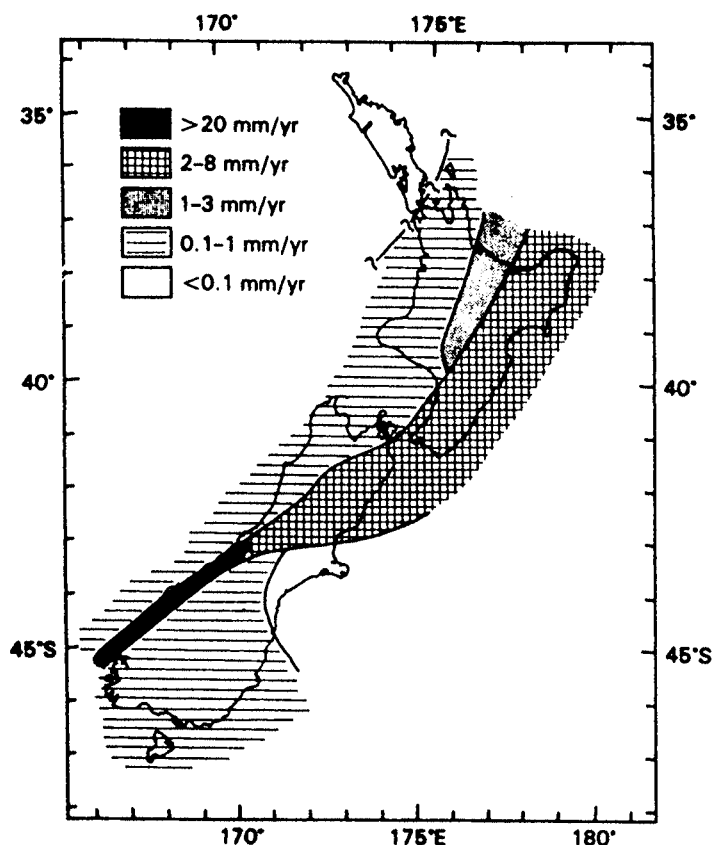 170° 175°E
35° 35°
>20 mm/yr
2-8 mm/yr
1-3 mm/yr
0.1-1 mm/yr
<0.1 mm/yr
?
?
?
40° 40°
45°S 45°S
170° 175°E 180°